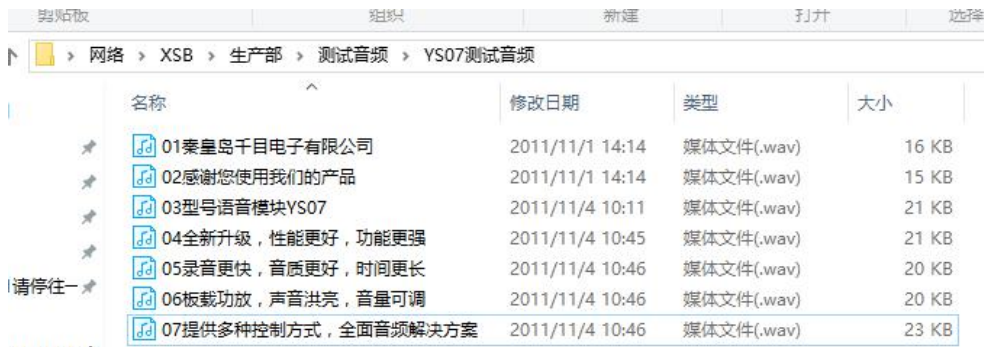 剪贴板 组织 新建 打开 选择
网络 > XSB > 生产部 > 测试音频 > YS07测试音频
名称 修改日期 类型 大小
01秦皇岛千目电子有限公司 2011/11/1 14:14 媒体文件(.wav) 16 KB
02感谢您使用我们的产品 2011/11/1 14:14 媒体文件(.wav) 15 KB
03型号语音模块YS07 2011/11/4 10:11 媒体文件(.wav) 21 KB
04全新升级，性能更好，功能更强 2011/11/4 10:45 媒体文件(.wav) 21 KB
05录音更快，音质更好，时间更长 2011/11/4 10:46 媒体文件(.wav) 20 KB
请停往一
06板载功放，声音洪亮，音量可调 2011/11/4 10:46 媒体文件(.wav) 20 KB
07提供多种控制方式，全面音频解决方案 2011/11/4 10:46 媒体文件(.wav) 23 KB